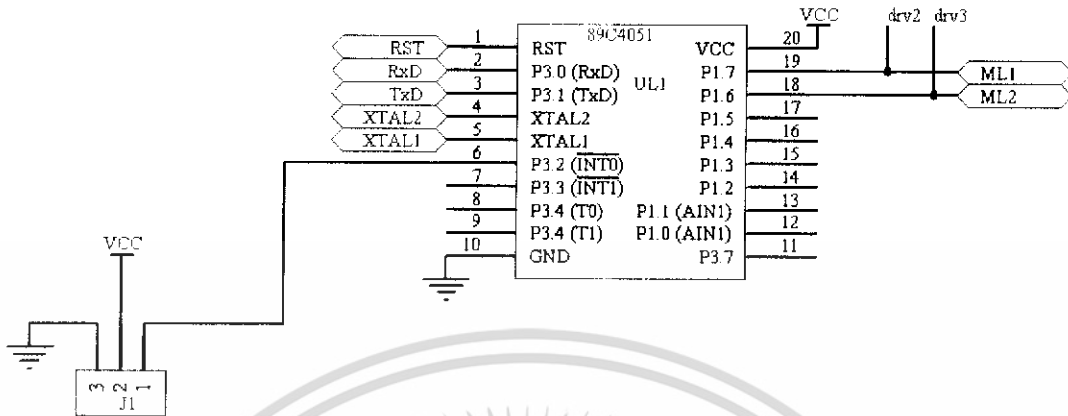 VCC drv2 drv3
89C4051
UL1
RST 1 RST
RxD 2 P3.0 (RxD)
TxD 3 P3.1 (TxD)
XTAL2 4 XTAL2
XTAL1 5 XTAL1
6 P3.2 (INT0)
7 P3.3 (INT1)
8 P3.4 (T0)
9 P3.4 (T1)
10 GND
VCC 20
P1.7 19 ML1
P1.6 18 ML2
P1.5 17
P1.4 16
P1.3 15
P1.2 14
P1.1 (AIN1) 13
P1.0 (AIN1) 12
P3.7 11
VCC
3 2 1
J1